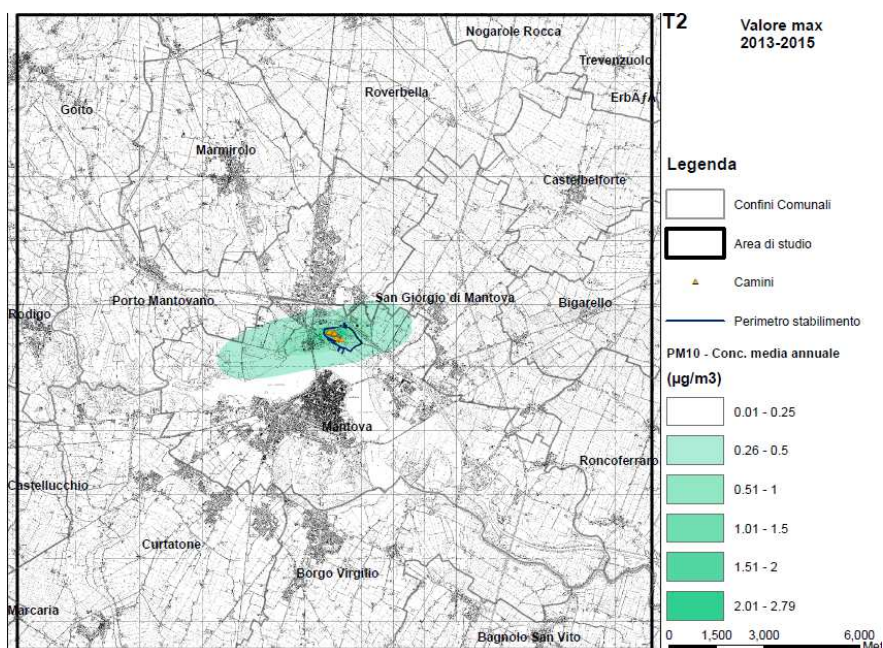 T2
Valore max
2013-2015
Nogarole Rocca
Trevenzuolo
ErbÃƒÂ
Roverbella
Goito
Marmirolo
Castelbelforte
Porto Mantovano
San Giorgio di Mantova
Bigarello
Rodigo
Mantova
Roncoferraro
Castellucchio
Curtatone
Borgo Virgilio
Marcaria
Bagnolo San Vito
Legenda
Confini Comunali
Area di studio
Camini
Perimetro stabilimento
PM10 - Conc. media annuale
(µg/m3)
0.01 - 0.25
0.26 - 0.5
0.51 - 1
1.01 - 1.5
1.51 - 2
2.01 - 2.79
0 1,500 3,000 6,000
Met